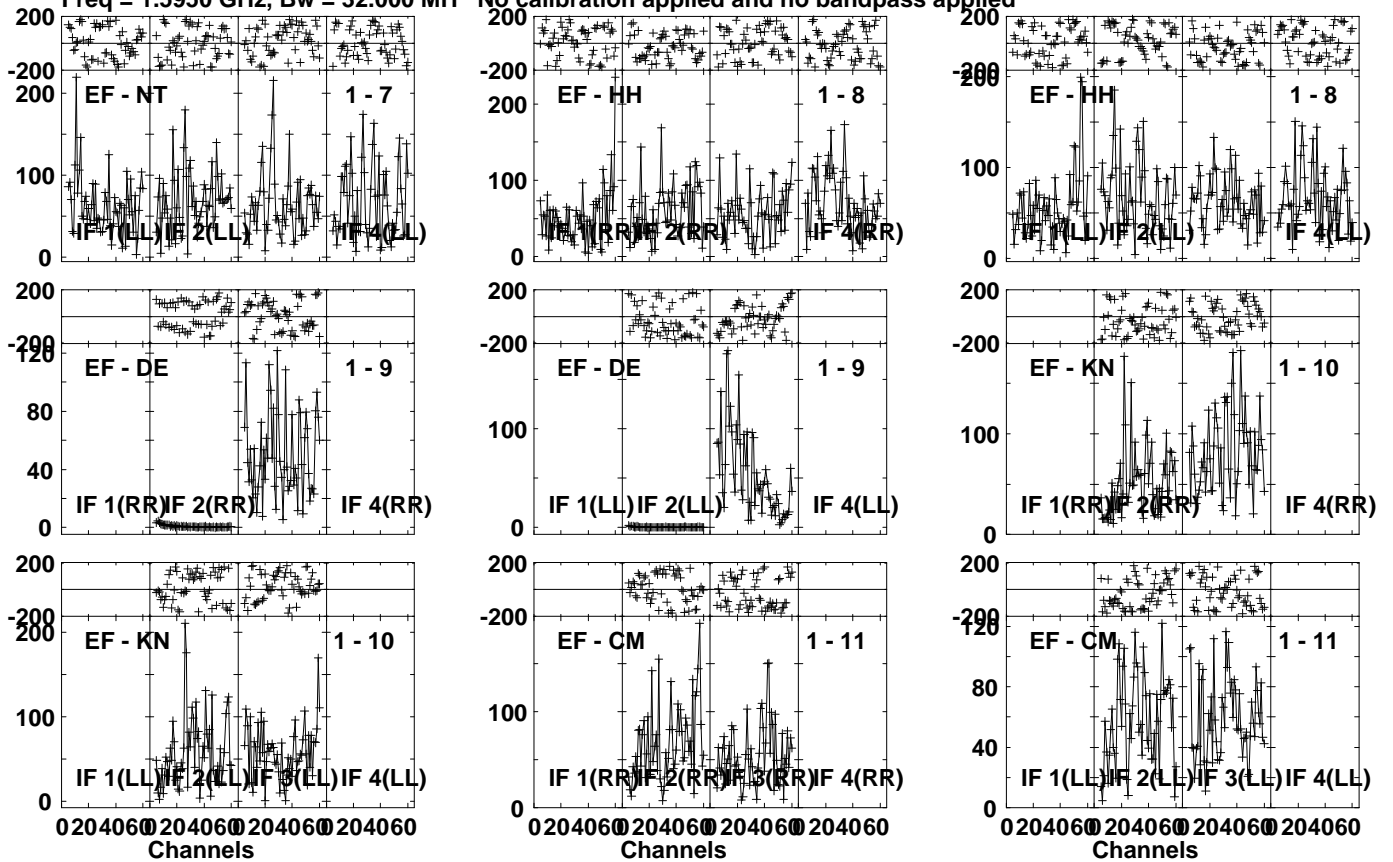 Freq = 1.5950 GHz, Bw = 32.000 MH No calibration applied and no bandpass applied
200 200 200
-200 -200 -200
200 200 200
EF - NT 1 - 7 EF - HH 1 - 8 EF - HH 1 - 8
100 100 100
IF 1(LL) IF 2(LL) IF 4(LL) IF 1(RR) IF 2(RR) IF 4(RR) IF 1(LL) IF 2(LL) IF 4(LL)
0 0 0
200 200 200
-200 -200 -200
120
EF - DE 1 - 9 EF - DE 1 - 9 EF - KN 1 - 10
80 100 100
40
IF 1(RR) IF 2(RR) IF 4(RR) IF 1(LL) IF 2(LL) IF 4(LL) IF 1(RR) IF 2(RR) IF 4(RR)
0 0 0
200 200 200
-200 -200 -200
200 120
EF - KN 1 - 10 EF - CM 1 - 11 EF - CM 1 - 11
100 100 80
40
IF 1(LL) IF 2(LL) IF 3(LL) IF 4(LL) IF 1(RR) IF 2(RR) IF 3(RR) IF 4(RR) IF 1(LL) IF 2(LL) IF 3(LL) IF 4(LL)
0 0 0
0 20 40 60 0 20 40 60 0 20 40 60 0 20 40 60 0 20 40 60 0 20 40 60 0 20 40 60 0 20 40 60 0 20 40 60 0 20 40 60 0 20 40 60 0 20 40 60
Channels Channels Channels